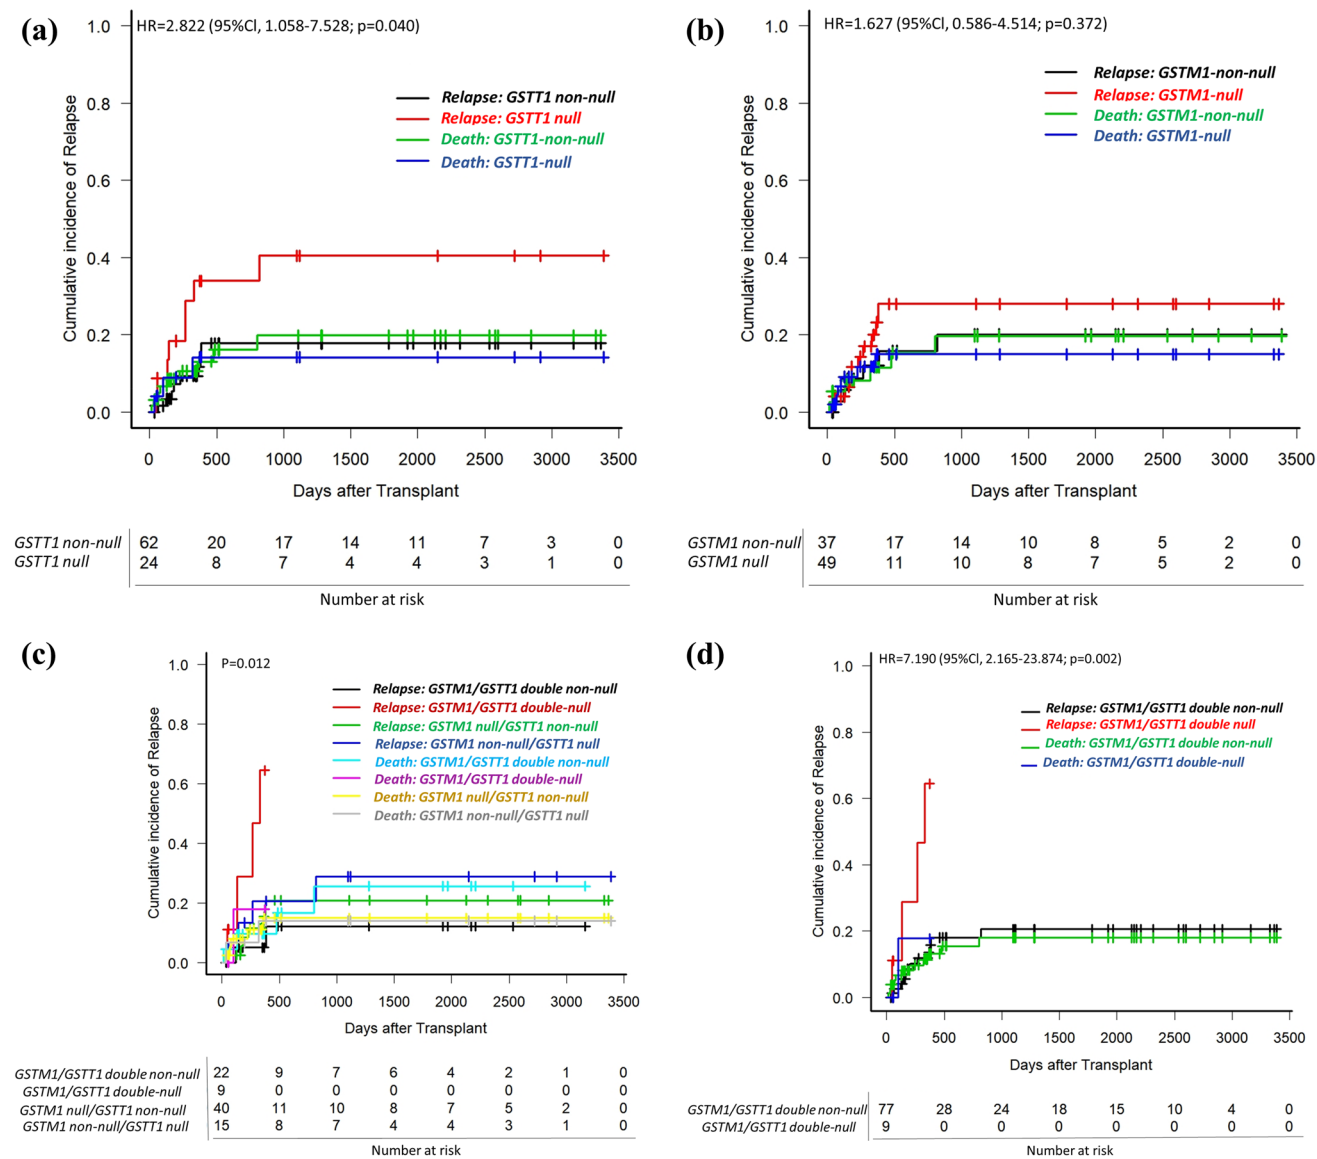 (a)
HR=2.822 (95%Cl, 1.058-7.528; p=0.040)
Relapse: GSTT1 non-null
Relapse: GSTT1 null
Death: GSTT1-non-null
Death: GSTT1-null
Cumulative incidence of Relapse
1.0
0.8
0.6
0.4
0.2
0.0
0 500 1000 1500 2000 2500 3000 3500
Days after Transplant
GSTT1 non-null 62 20 17 14 11 7 3 0
GSTT1 null 24 8 7 4 4 3 1 0
Number at risk
(b)
HR=1.627 (95%Cl, 0.586-4.514; p=0.372)
Relapse: GSTM1-non-null
Relapse: GSTM1-null
Death: GSTM1-non-null
Death: GSTM1-null
Cumulative incidence of Relapse
1.0
0.8
0.6
0.4
0.2
0.0
0 500 1000 1500 2000 2500 3000 3500
Days after Transplant
GSTM1 non-null 37 17 14 10 8 5 2 0
GSTM1 null 49 11 10 8 7 5 2 0
Number at risk
(c)
P=0.012
Relapse: GSTM1/GSTT1 double non-null
Relapse: GSTM1/GSTT1 double-null
Relapse: GSTM1 null/GSTT1 non-null
Relapse: GSTM1 non-null/GSTT1 null
Death: GSTM1/GSTT1 double non-null
Death: GSTM1/GSTT1 double-null
Death: GSTM1 null/GSTT1 non-null
Death: GSTM1 non-null/GSTT1 null
Cumulative incidence of Relapse
1.0
0.8
0.6
0.4
0.2
0.0
0 500 1000 1500 2000 2500 3000 3500
Days after Transplant
GSTM1/GSTT1 double non-null 22 9 7 6 4 2 1 0
GSTM1/GSTT1 double-null 9 0 0 0 0 0 0 0
GSTM1 null/GSTT1 non-null 40 11 10 8 7 5 2 0
GSTM1 non-null/GSTT1 null 15 8 7 4 4 3 1 0
Number at risk
(d)
HR=7.190 (95%Cl, 2.165-23.874; p=0.002)
Relapse: GSTM1/GSTT1 double non-null
Relapse: GSTM1/GSTT1 double null
Death: GSTM1/GSTT1 double non-null
Death: GSTM1/GSTT1 double-null
Cumulative incidence of Relapse
1.0
0.8
0.6
0.4
0.2
0.0
0 500 1000 1500 2000 2500 3000 3500
Days after Transplant
GSTM1/GSTT1 double non-null 77 28 24 18 15 10 4 0
GSTM1/GSTT1 double-null 9 0 0 0 0 0 0 0
Number at risk